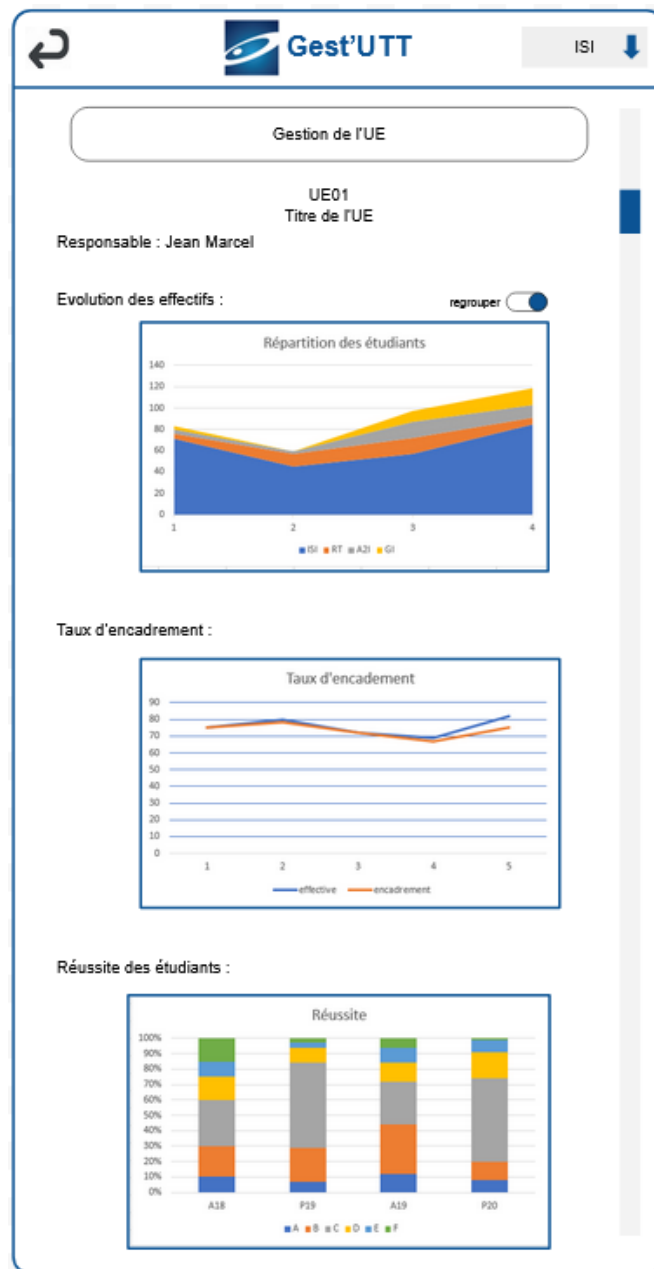 Gest'UTT
ISI
Gestion de l'UE
UE01
Titre de l'UE
Responsable : Jean Marcel
Evolution des effectifs :
regrouper
Répartition des étudiants
140
120
100
80
60
40
20
0
1 2 3 4
ISI RT A2I GI
Taux d'encadrement :
Taux d'encadement
90
80
70
60
50
40
30
20
10
0
1 2 3 4 5
effective encadrement
Réussite des étudiants :
Réussite
100%
90%
80%
70%
60%
50%
40%
30%
20%
10%
0%
A18 P19 A19 P20
A B C D E F